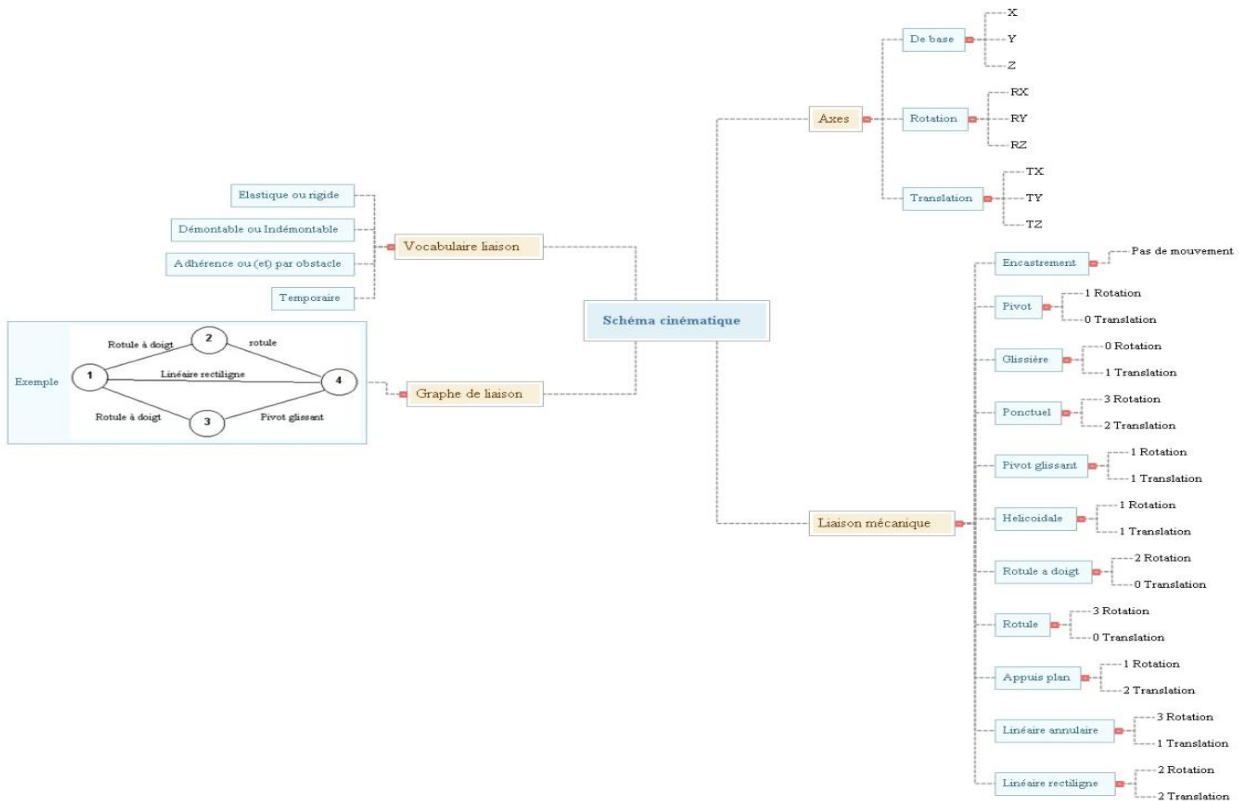 Schéma cinématique
Vocabulaire liaison
Elastique ou rigide
Démontable ou Indémontable
Adhérence ou (et) par obstacle
Temporaire
Graphe de liaison
Exemple
Rotule à doigt
2
rotule
1
Linéaire rectiligne
4
Rotule à doigt
3
Pivot glissant
Axes
De base
X
Y
Z
Rotation
RX
RY
RZ
Translation
TX
TY
TZ
Liaison mécanique
Encastrement
Pas de mouvement
Pivot
1 Rotation
0 Translation
Glissière
0 Rotation
1 Translation
Ponctuel
3 Rotation
2 Translation
Pivot glissant
1 Rotation
1 Translation
Helicoidale
1 Rotation
1 Translation
Rotule a doigt
2 Rotation
0 Translation
Rotule
3 Rotation
0 Translation
Appuis plan
1 Rotation
2 Translation
Linéaire annulaire
3 Rotation
1 Translation
Linéaire rectiligne
2 Rotation
2 Translation